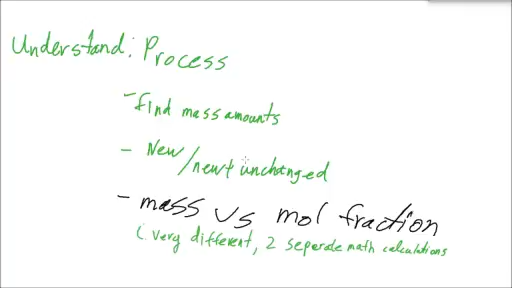 Understand: Process
- find mass amounts
- New/new+unchanged
- mass vs mol fraction
(. very different, 2 seperate math calculations